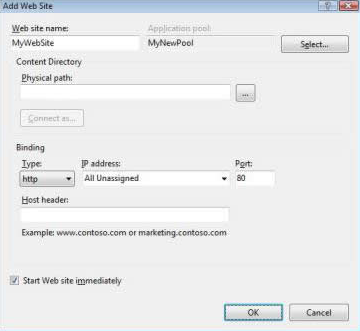 Add Web Site
Web site name:
Application pool:
MyWebSite
MyNewPool
Select...
Content Directory
Physical path:
...
Connect as...
Binding
Type:
IP address:
Port:
http
All Unassigned
80
Host header:
Example: www.contoso.com or marketing.contoso.com
Start Web site immediately
OK
Cancel